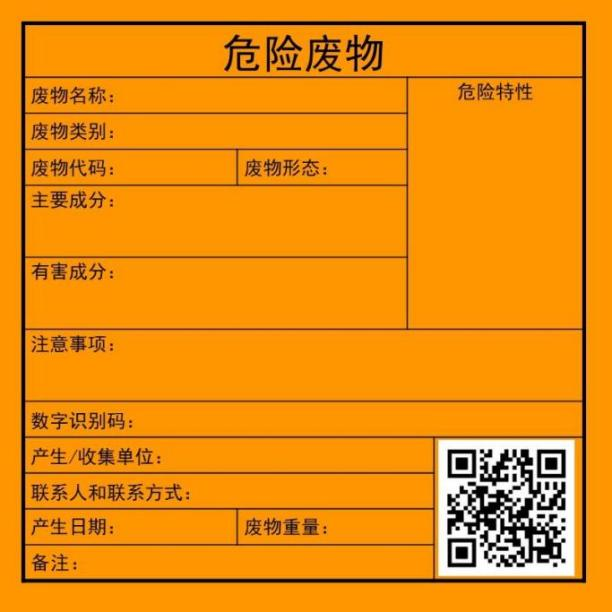 危险废物
废物名称：
危险特性
废物类别：
废物代码：
废物形态：
主要成分：
有害成分：
注意事项：
数字识别码：
产生/收集单位：
联系人和联系方式：
产生日期：
废物重量：
备注：